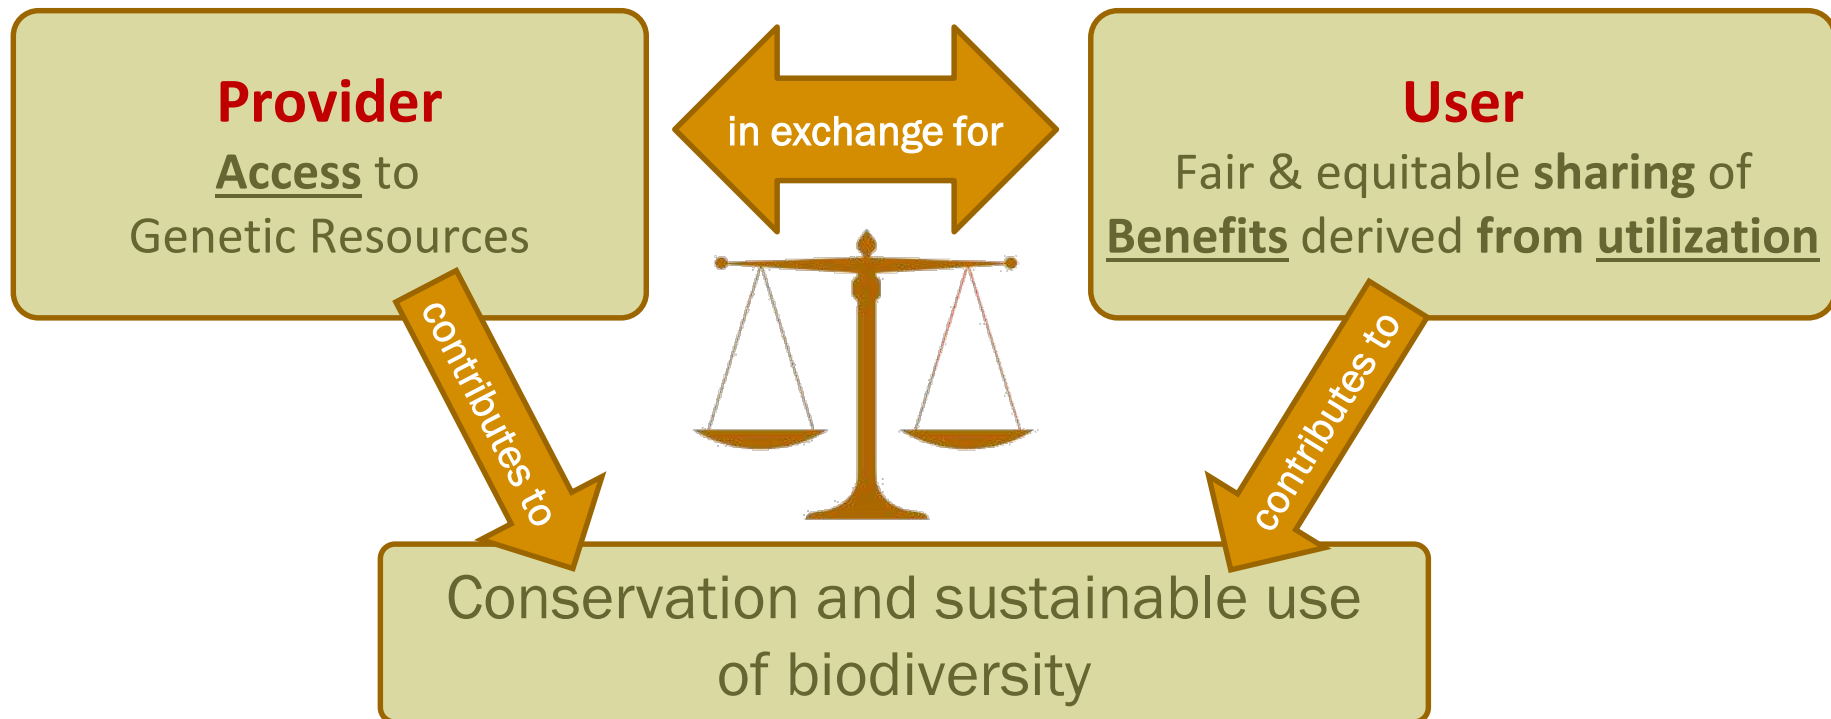 Provider
Access to
Genetic Resources
in exchange for
User
Fair & equitable sharing of
Benefits derived from utilization
contributes to
contributes to
Conservation and sustainable use
of biodiversity